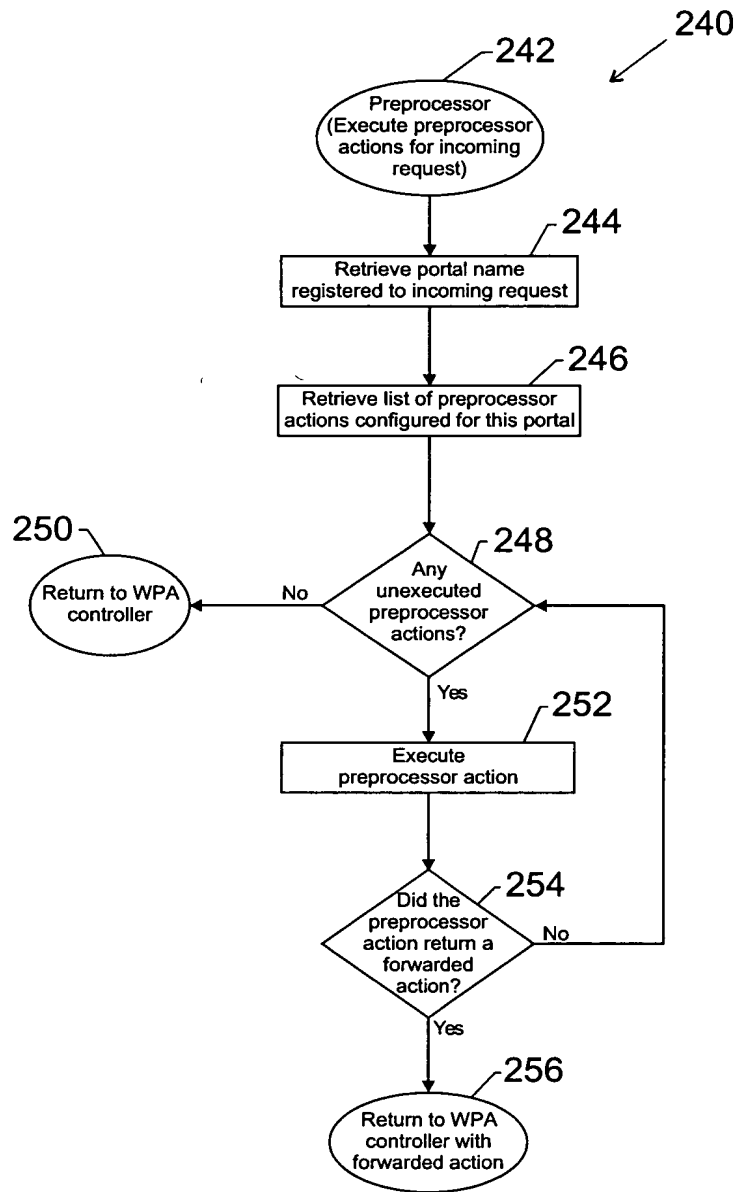 240
242
Preprocessor
(Execute preprocessor
actions for incoming
request)
244
Retrieve portal name
registered to incoming request
246
Retrieve list of preprocessor
actions configured for this portal
250
Return to WPA
controller
No
248
Any
unexecuted
preprocessor
actions?
Yes
252
Execute
preprocessor action
254
Did the
preprocessor
action return a
forwarded
action?
No
Yes
256
Return to WPA
controller with
forwarded action